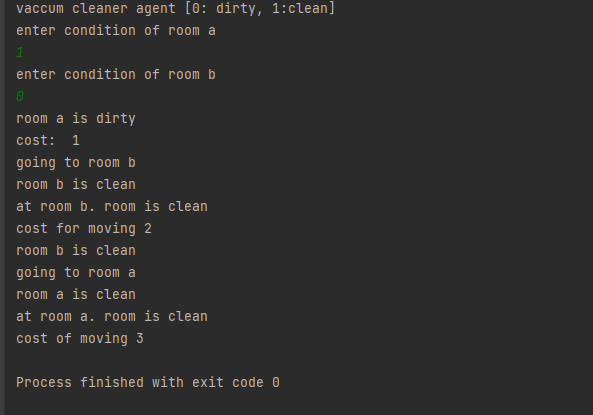 vaccum cleaner agent [0: dirty, 1:clean]
enter condition of room a
1
enter condition of room b
0
room a is dirty
cost:  1
going to room b
room b is clean
at room b. room is clean
cost for moving 2
room b is clean
going to room a
room a is clean
at room a. room is clean
cost of moving 3
Process finished with exit code 0